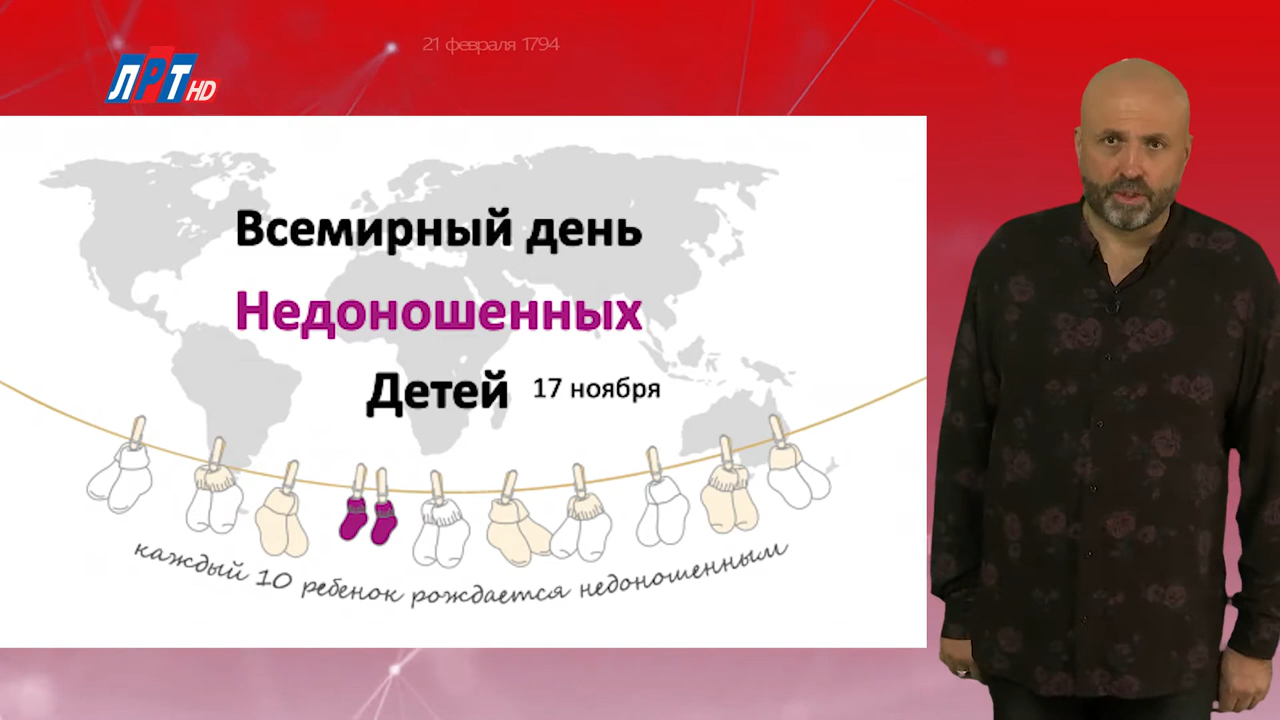 21 февраля 1794
ЛРТ HD
Всемирный день
Недоношенных
Детей 17 ноября
каждый 10 ребенок рождается недоношенным